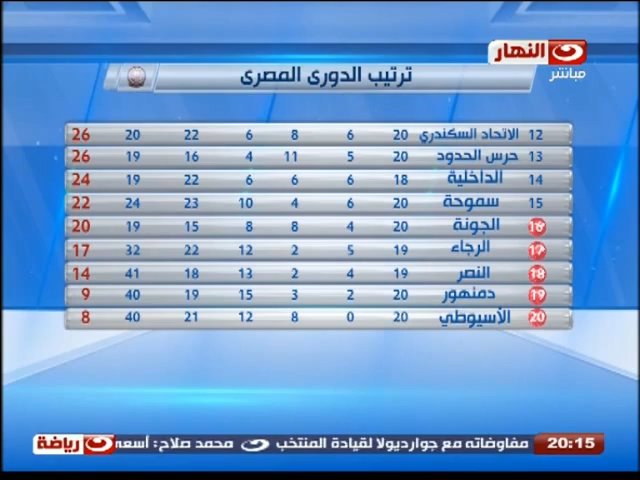 النهار
مباشر
ترتيب الدورى المصرى
12 الاتحاد السكندري 20 6 8 6 22 20 26
13 حرس الحدود 20 5 11 4 16 19 26
14 الداخلية 18 6 6 6 22 19 24
15 سموحة 20 6 4 10 23 24 22
16 الجونة 20 4 8 8 15 19 20
17 الرجاء 19 5 2 12 22 32 17
18 النصر 19 4 2 13 18 41 14
19 دمنهور 20 2 3 15 19 40 9
20 الأسيوطي 20 0 8 12 21 40 8
20:15 مفاوضاته مع جوارديولا لقيادة المنتخب محمد صلاح: أسعى رياضة